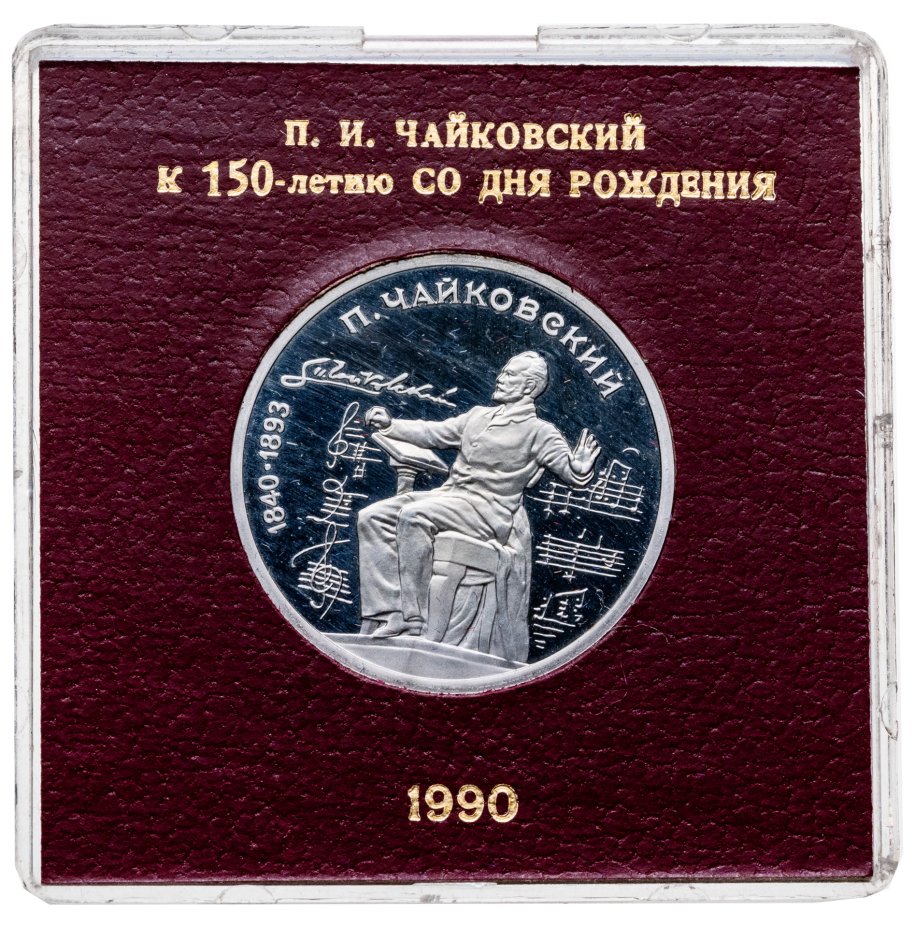 П. И. ЧАЙКОВСКИЙ
К 150-летию СО ДНЯ РОЖДЕНИЯ
П. ЧАЙКОВСКИЙ
1840·1893
1990